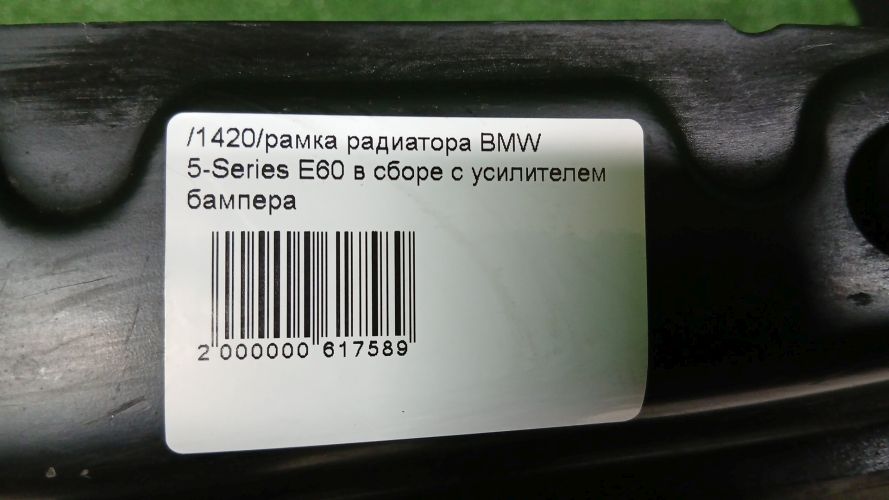 /1420/рамка радиатора BMW
5-Series E60 в сборе с усилителем
бампера
2 000000 617589